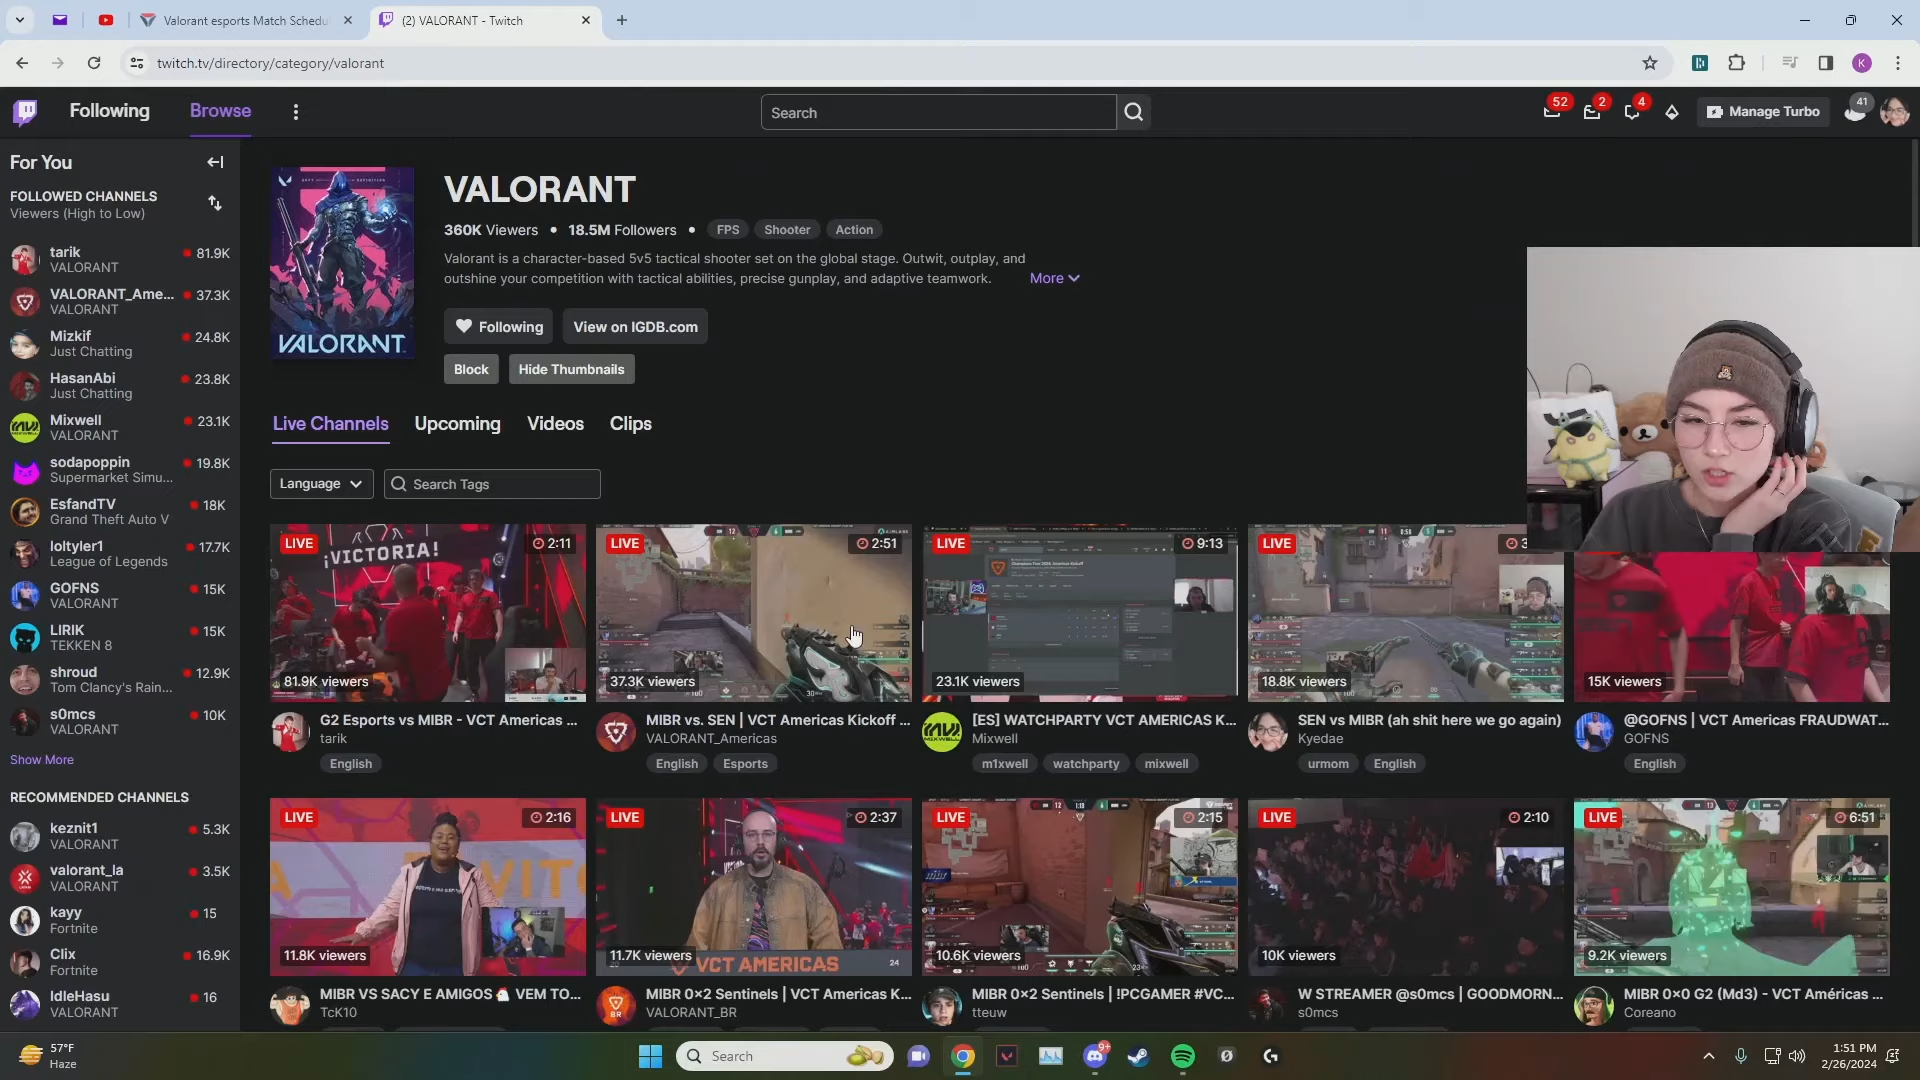 Valorant esports Match Schedu
(2) VALORANT - Twitch
twitch.tv/directory/category/valorant
K
Following
Browse
Search
52
2
4
Manage Turbo
41
For You
FOLLOWED CHANNELS
Viewers (High to Low)
tarik
81.9K
VALORANT
VALORANT_Ame...
37.3K
VALORANT
Mizkif
24.8K
Just Chatting
HasanAbi
23.8K
Just Chatting
Mixwell
23.1K
VALORANT
sodapoppin
19.8K
Supermarket Simu...
EsfandTV
18K
Grand Theft Auto V
loltyler1
17.7K
League of Legends
GOFNS
15K
VALORANT
LIRIK
15K
TEKKEN 8
shroud
12.9K
Tom Clancy's Rain...
s0mcs
10K
VALORANT
Show More
RECOMMENDED CHANNELS
keznit1
5.3K
VALORANT
valorant_la
3.5K
VALORANT
kayy
15
Fortnite
Clix
16.9K
Fortnite
IdleHasu
16
VALORANT
VALORANT
VALORANT
360K Viewers • 18.5M Followers •
FPS
Shooter
Action
Valorant is a character-based 5v5 tactical shooter set on the global stage. Outwit, outplay, and
outshine your competition with tactical abilities, precise gunplay, and adaptive teamwork.
More
Following
View on IGDB.com
Block
Hide Thumbnails
Live Channels
Upcoming
Videos
Clips
Language
Search Tags
LIVE
2:11
¡VICTORIA!
81.9K viewers
G2 Esports vs MIBR - VCT Americas ...
tarik
English
LIVE
2:51
37.3K viewers
MIBR vs. SEN | VCT Americas Kickoff ...
VALORANT_Americas
English
Esports
LIVE
9:13
23.1K viewers
[ES] WATCHPARTY VCT AMERICAS K...
Mixwell
m1xwell
watchparty
mixwell
LIVE
3
18.8K viewers
SEN vs MIBR (ah shit here we go again)
Kyedae
urmom
English
15K viewers
@GOFNS | VCT Americas FRAUDWAT...
GOFNS
English
LIVE
2:16
11.8K viewers
MIBR VS SACY E AMIGOS 🐔 VEM TO...
TcK10
LIVE
2:37
11.7K viewers
VCT AMERICAS
24
MIBR 0x2 Sentinels | VCT Americas K...
VALORANT_BR
LIVE
2:15
10.6K viewers
MIBR 0x2 Sentinels | !PCGAMER #VC...
tteuw
LIVE
2:10
10K viewers
W STREAMER @s0mcs | GOODMORN...
s0mcs
LIVE
6:51
9.2K viewers
MIBR 0x0 G2 (Md3) - VCT Américas ...
Coreano
57°F
Haze
Search
9+
1:51 PM
2/26/2024